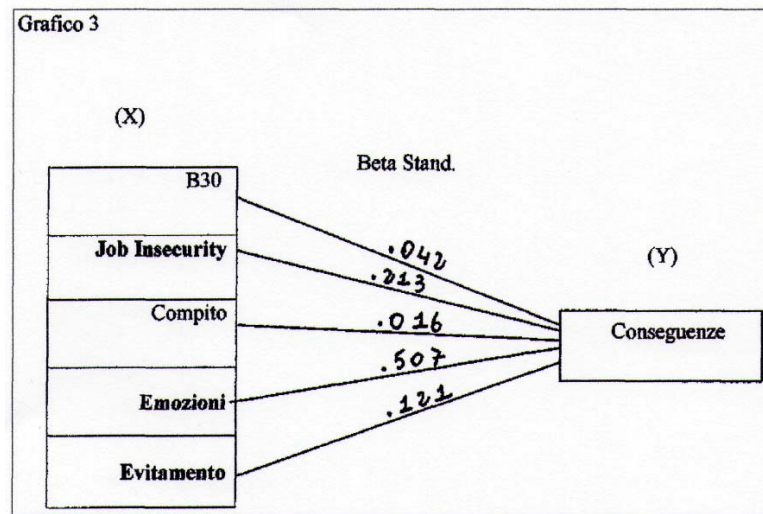 Grafico 3
(X)
Beta Stand.
B30
Job Insecurity
Compito
Emozioni
Evitamento
.042
.213
.016
.507
.121
(Y)
Conseguenze